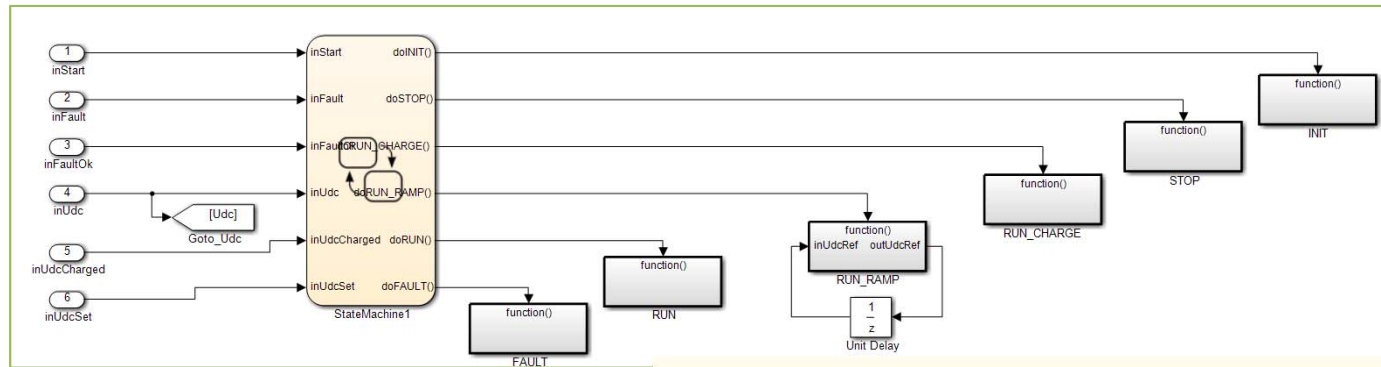 1
inStart
2
inFault
3
inFaultOk
4
inUdc
[Udc]
Goto_Udc
5
inUdcCharged
6
inUdcSet
inStart doINIT()
inFault doSTOP()
doRUN_CHARGE()
inUdc doRUN_RAMP()
inUdcCharged doRUN()
inUdcSet doFAULT()
StateMachine1
function()
FAULT
function()
RUN
function()
inUdcRef outUdcRef
RUN_RAMP
1
z
Unit Delay
function()
RUN_CHARGE
function()
STOP
function()
INIT